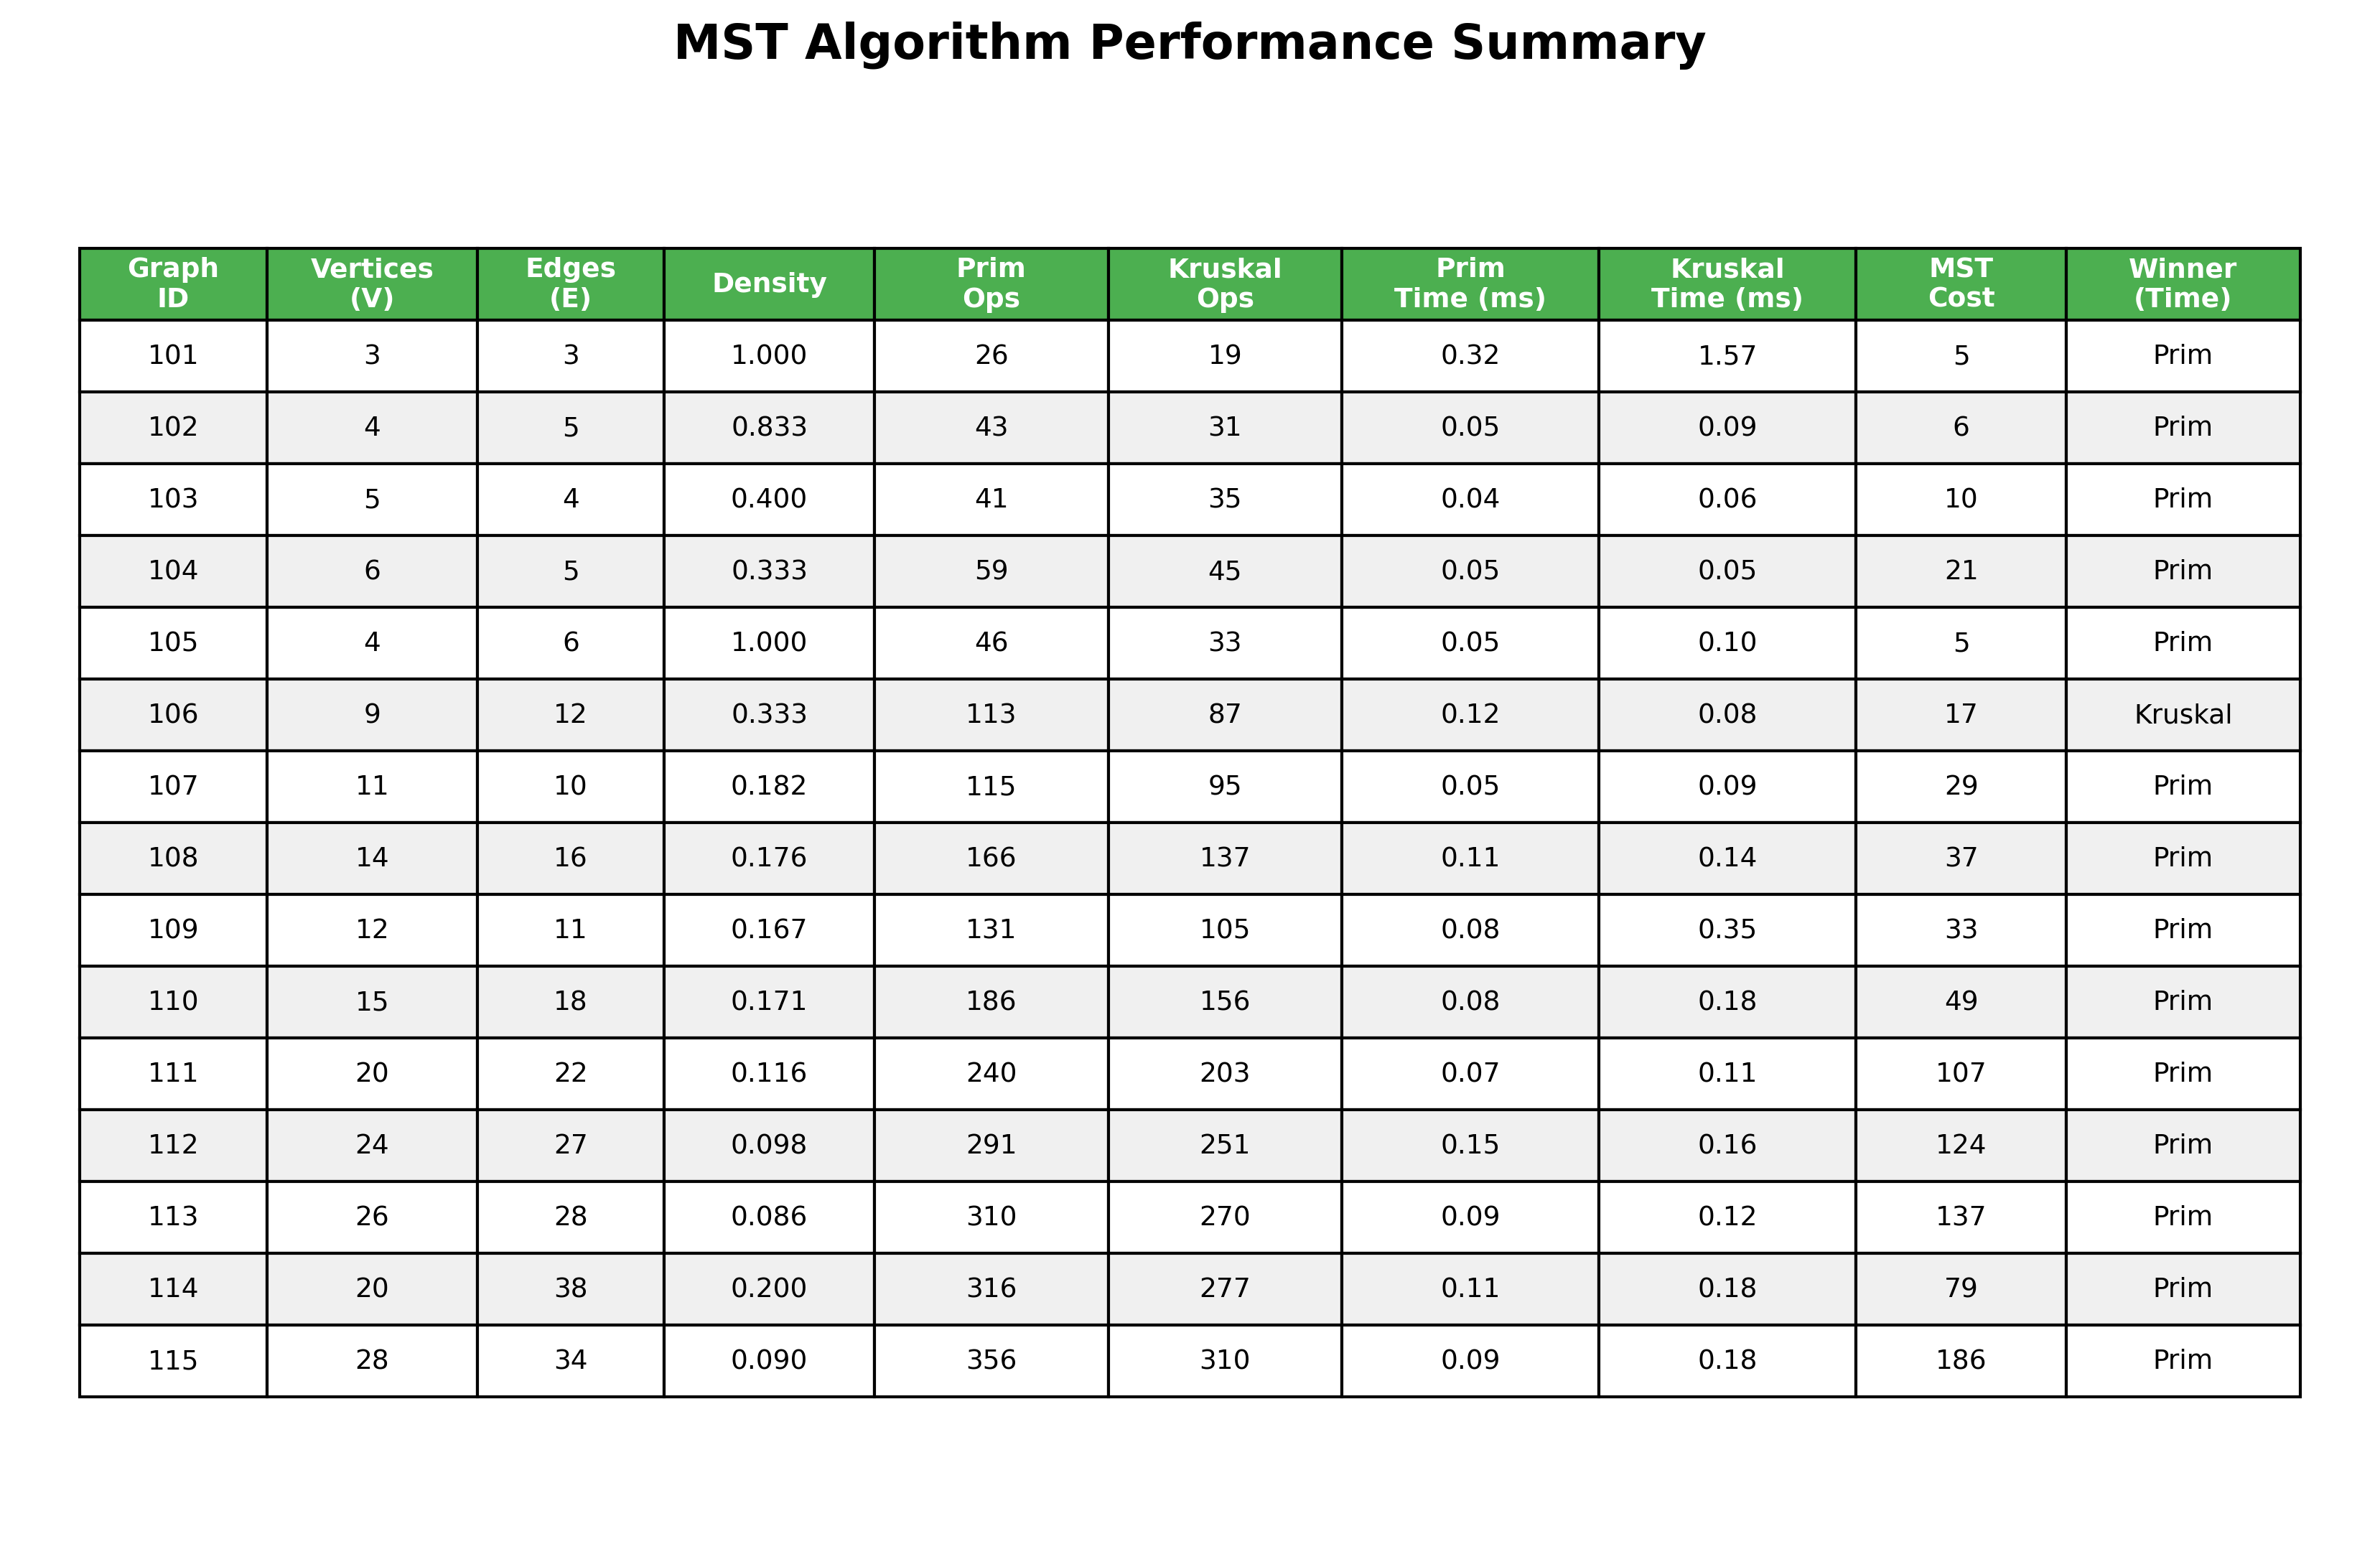 MST Algorithm Performance Summary
Graph ID Vertices (V) Edges (E) Density Prim Ops Kruskal Ops Prim Time (ms) Kruskal Time (ms) MST Cost Winner (Time)
101 3 3 1.000 26 19 0.32 1.57 5 Prim
102 4 5 0.833 43 31 0.05 0.09 6 Prim
103 5 4 0.400 41 35 0.04 0.06 10 Prim
104 6 5 0.333 59 45 0.05 0.05 21 Prim
105 4 6 1.000 46 33 0.05 0.10 5 Prim
106 9 12 0.333 113 87 0.12 0.08 17 Kruskal
107 11 10 0.182 115 95 0.05 0.09 29 Prim
108 14 16 0.176 166 137 0.11 0.14 37 Prim
109 12 11 0.167 131 105 0.08 0.35 33 Prim
110 15 18 0.171 186 156 0.08 0.18 49 Prim
111 20 22 0.116 240 203 0.07 0.11 107 Prim
112 24 27 0.098 291 251 0.15 0.16 124 Prim
113 26 28 0.086 310 270 0.09 0.12 137 Prim
114 20 38 0.200 316 277 0.11 0.18 79 Prim
115 28 34 0.090 356 310 0.09 0.18 186 Prim